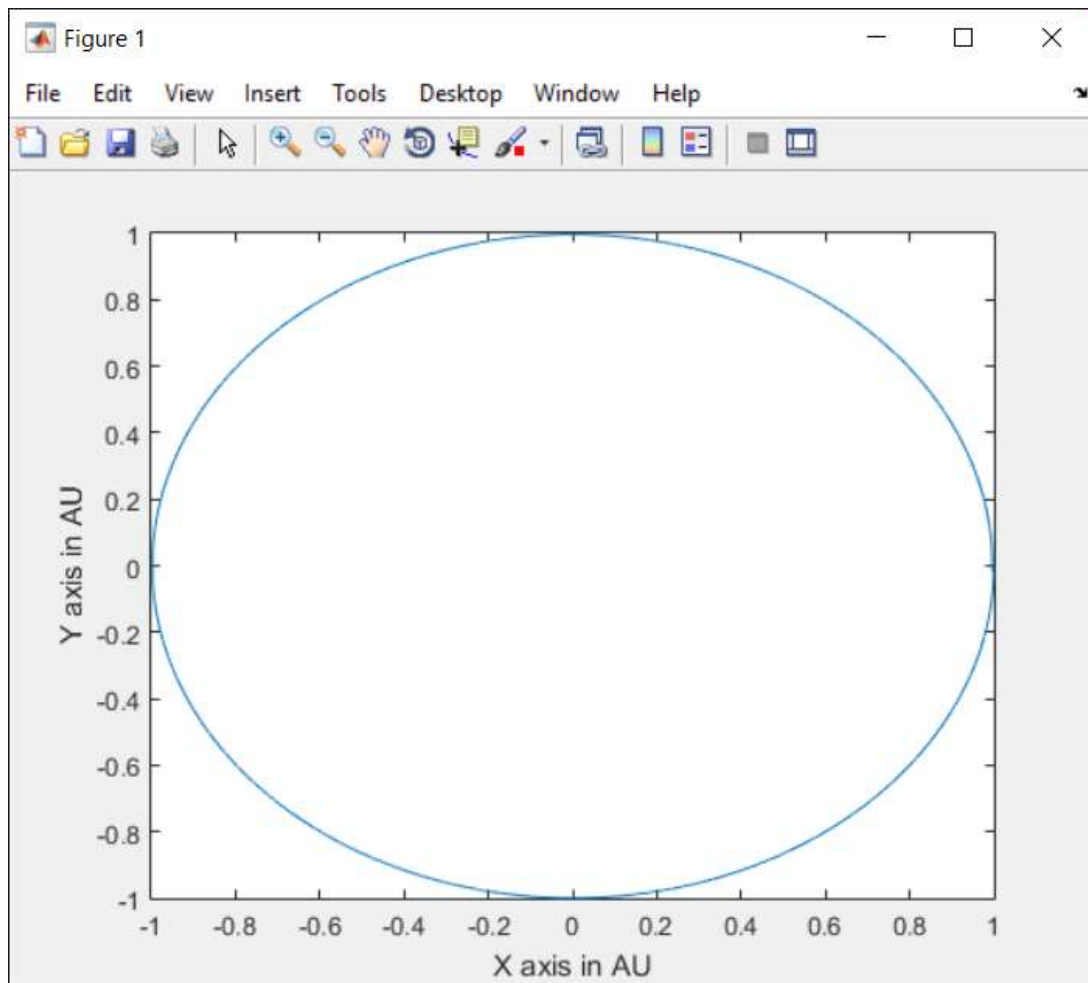 Figure 1
File Edit View Insert Tools Desktop Window Help
1
0.8
0.6
0.4
0.2
0
-0.2
-0.4
-0.6
-0.8
-1
Y axis in AU
-1 -0.8 -0.6 -0.4 -0.2 0 0.2 0.4 0.6 0.8 1
X axis in AU